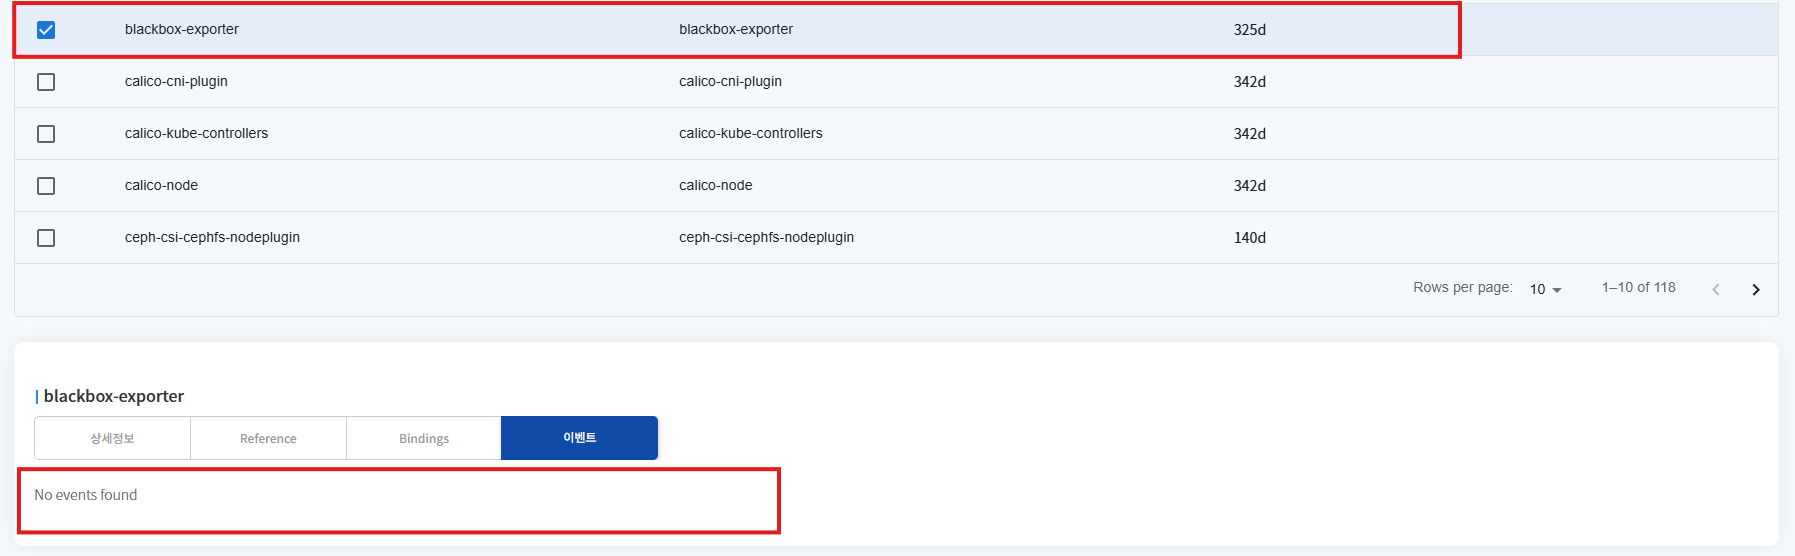 blackbox-exporter blackbox-exporter 325d
calico-cni-plugin calico-cni-plugin 342d
calico-kube-controllers calico-kube-controllers 342d
calico-node calico-node 342d
ceph-csi-cephfs-nodeplugin ceph-csi-cephfs-nodeplugin 140d
Rows per page: 10 1–10 of 118
blackbox-exporter
상세정보 Reference Bindings 이벤트
No events found